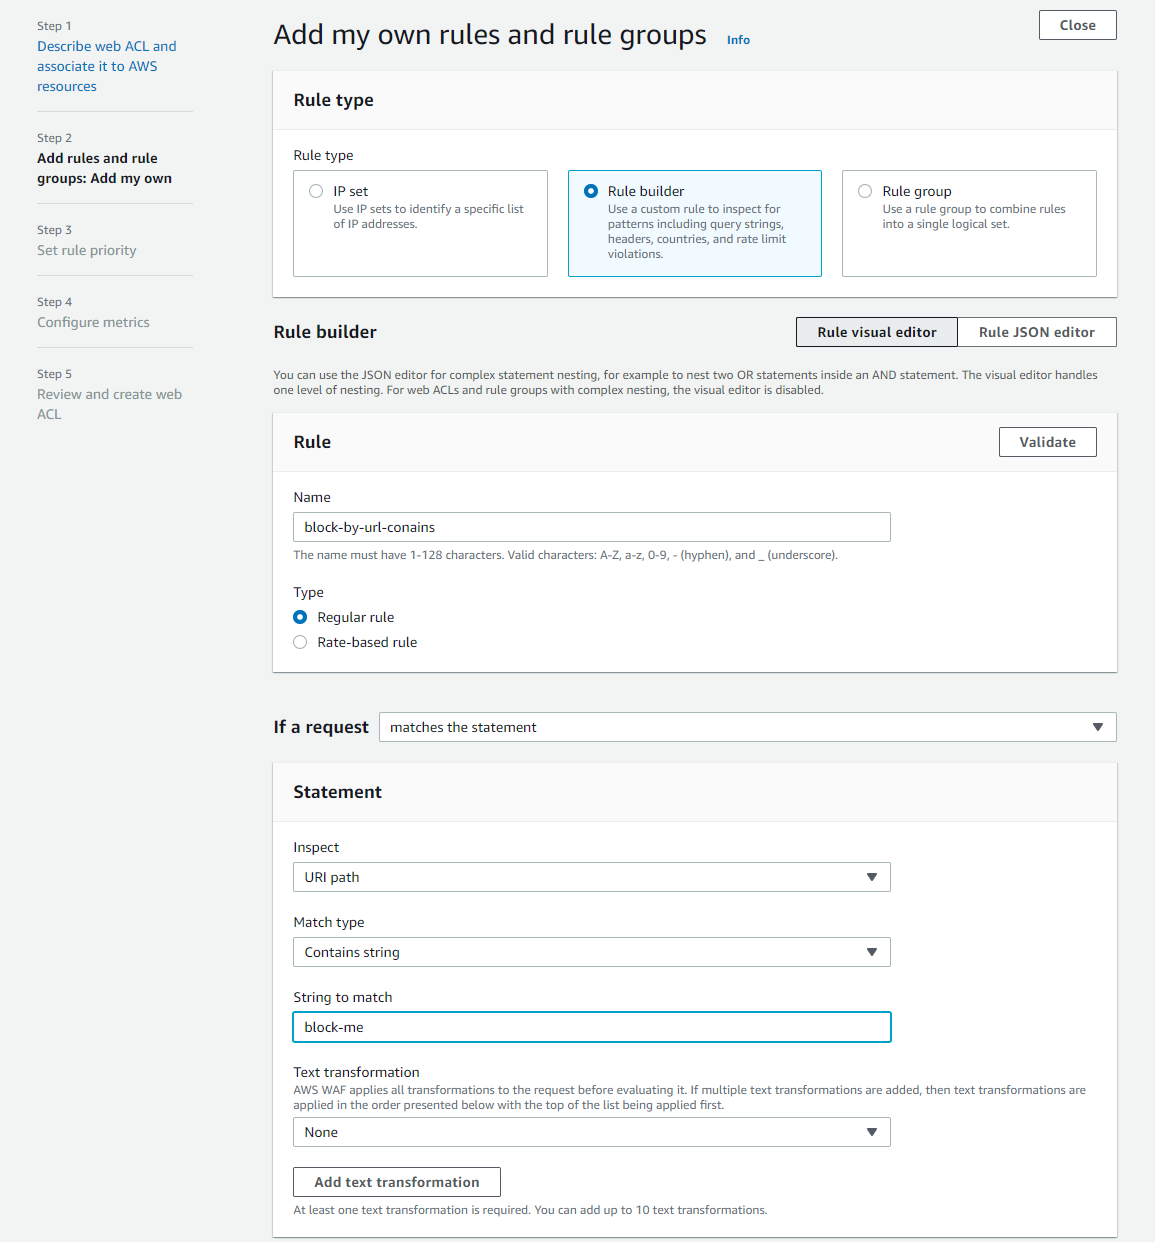 Step 1
Describe web ACL and
associate it to AWS
resources
Step 2
Add rules and rule
groups: Add my own
Step 3
Set rule priority
Step 4
Configure metrics
Step 5
Review and create web
ACL
Add my own rules and rule groups Info
Close
Rule type
Rule type
IP set
Use IP sets to identify a specific list
of IP addresses.
Rule builder
Use a custom rule to inspect for
patterns including query strings,
headers, countries, and rate limit
violations.
Rule group
Use a rule group to combine rules
into a single logical set.
Rule builder
Rule visual editor
Rule JSON editor
You can use the JSON editor for complex statement nesting, for example to nest two OR statements inside an AND statement. The visual editor handles
one level of nesting. For web ACLs and rule groups with complex nesting, the visual editor is disabled.
Rule
Validate
Name
block-by-url-conains
The name must have 1-128 characters. Valid characters: A-Z, a-z, 0-9, - (hyphen), and _ (underscore).
Type
Regular rule
Rate-based rule
If a request
matches the statement
Statement
Inspect
URI path
Match type
Contains string
String to match
block-me
Text transformation
AWS WAF applies all transformations to the request before evaluating it. If multiple text transformations are added, then text transformations are
applied in the order presented below with the top of the list being applied first.
None
Add text transformation
At least one text transformation is required. You can add up to 10 text transformations.